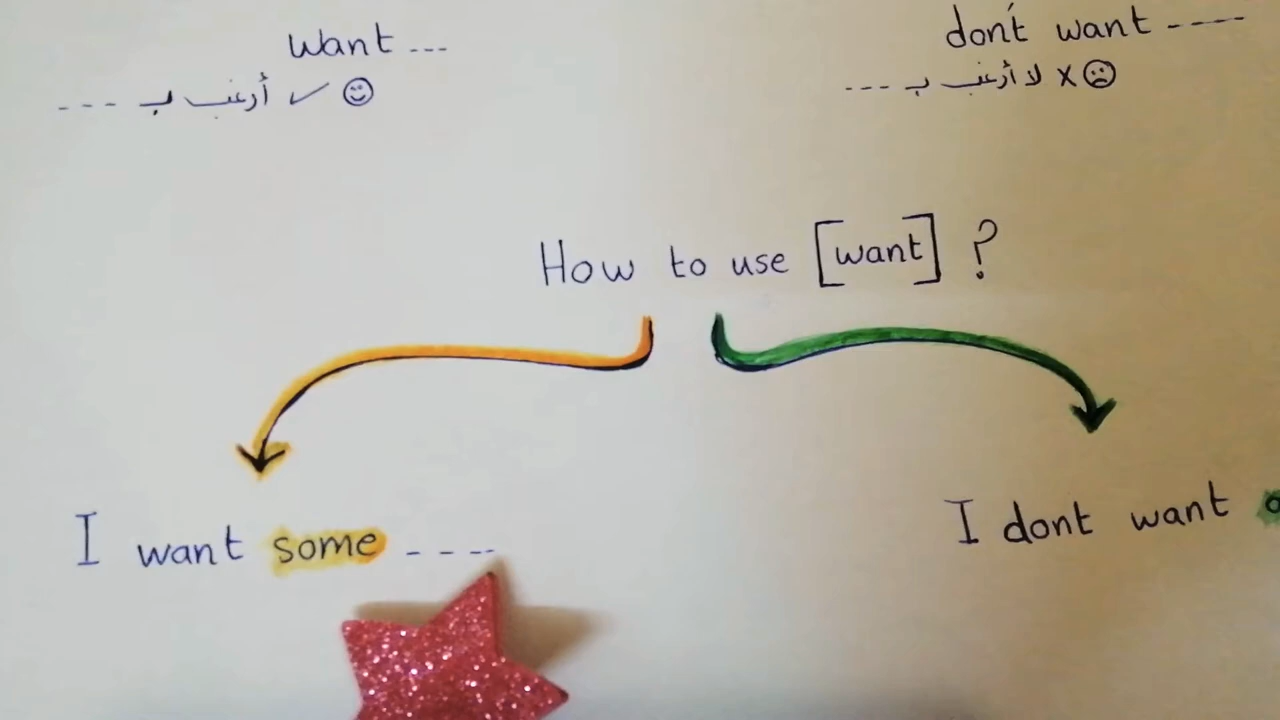 want ---
don't want ----
أرغب ب ---
لا أرغب ب ---
How to use [want] ?
I want some ----
I dont want